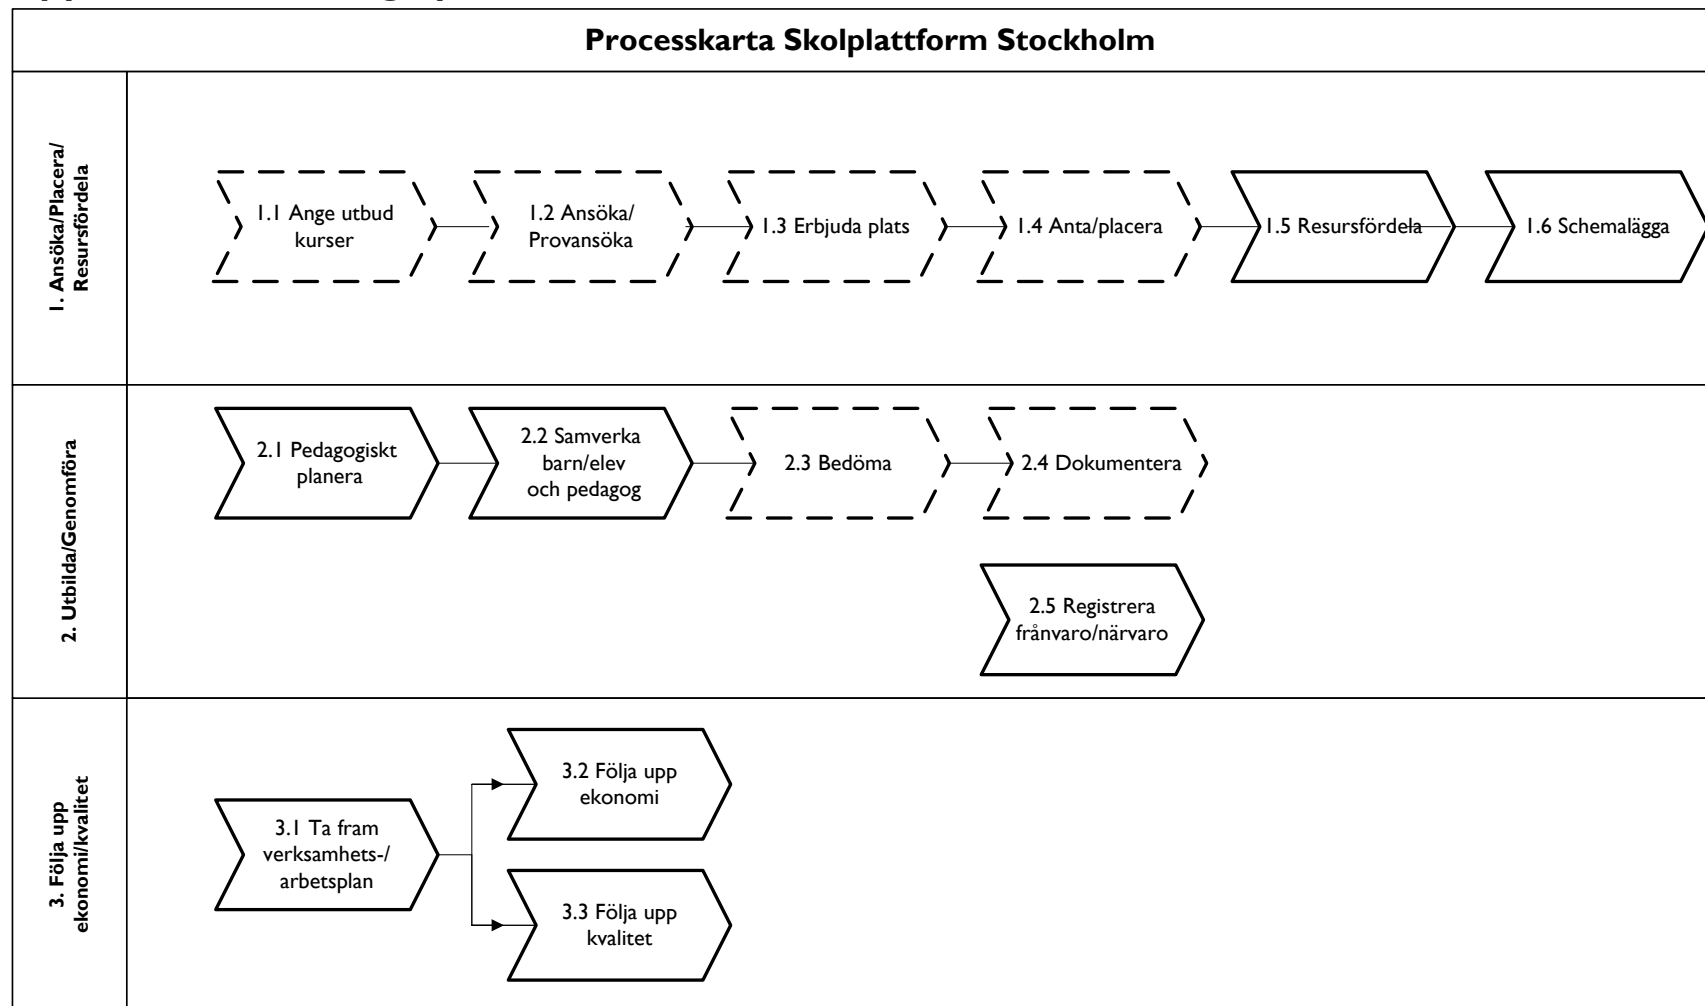 Processkarta Skolplattform Stockholm
1. Ansöka/Placera/
Resursfördela
1.1 Ange utbud
kurser
1.2 Ansöka/
Provansöka
1.3 Erbjuda plats
1.4 Anta/placera
1.5 Resursfördela
1.6 Schemalägga
2. Utbilda/Genomföra
2.1 Pedagogiskt
planera
2.2 Samverka
barn/elev
och pedagog
2.3 Bedöma
2.4 Dokumentera
2.5 Registrera
frånvaro/närvaro
3. Följa upp
ekonomi/kvalitet
3.1 Ta fram
verksamhets-/
arbetsplan
3.2 Följa upp
ekonomi
3.3 Följa upp
kvalitet